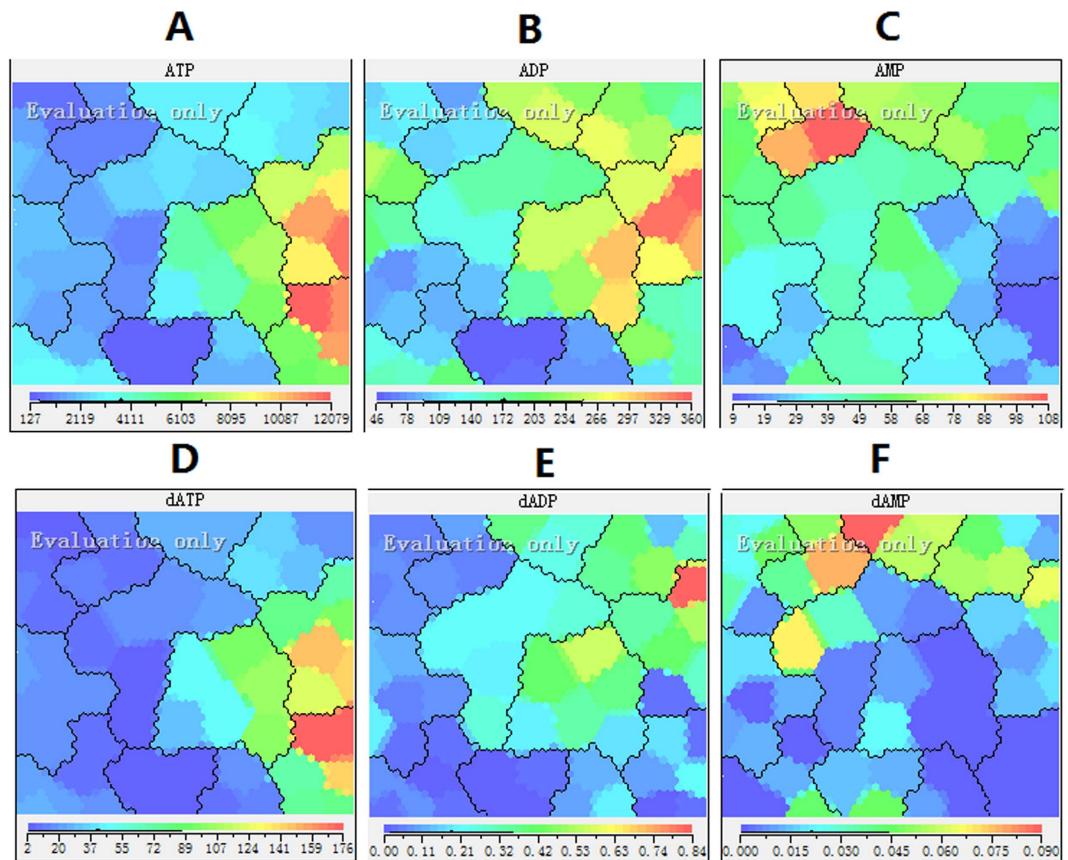 A B C
ATP ADP AMP
Evaluation only Evaluation only Evaluation only
127 2119 4111 6103 8095 10087 12079
46 78 109 140 172 203 234 266 297 329 360
9 19 29 39 49 59 68 78 88 98 108
D E F
dATP dADP dAMP
Evaluation only Evaluation only Evaluation only
2 20 37 55 72 89 107 124 141 159 176
0.00 0.11 0.21 0.32 0.42 0.53 0.63 0.74 0.84
0.000 0.015 0.030 0.045 0.060 0.075 0.090